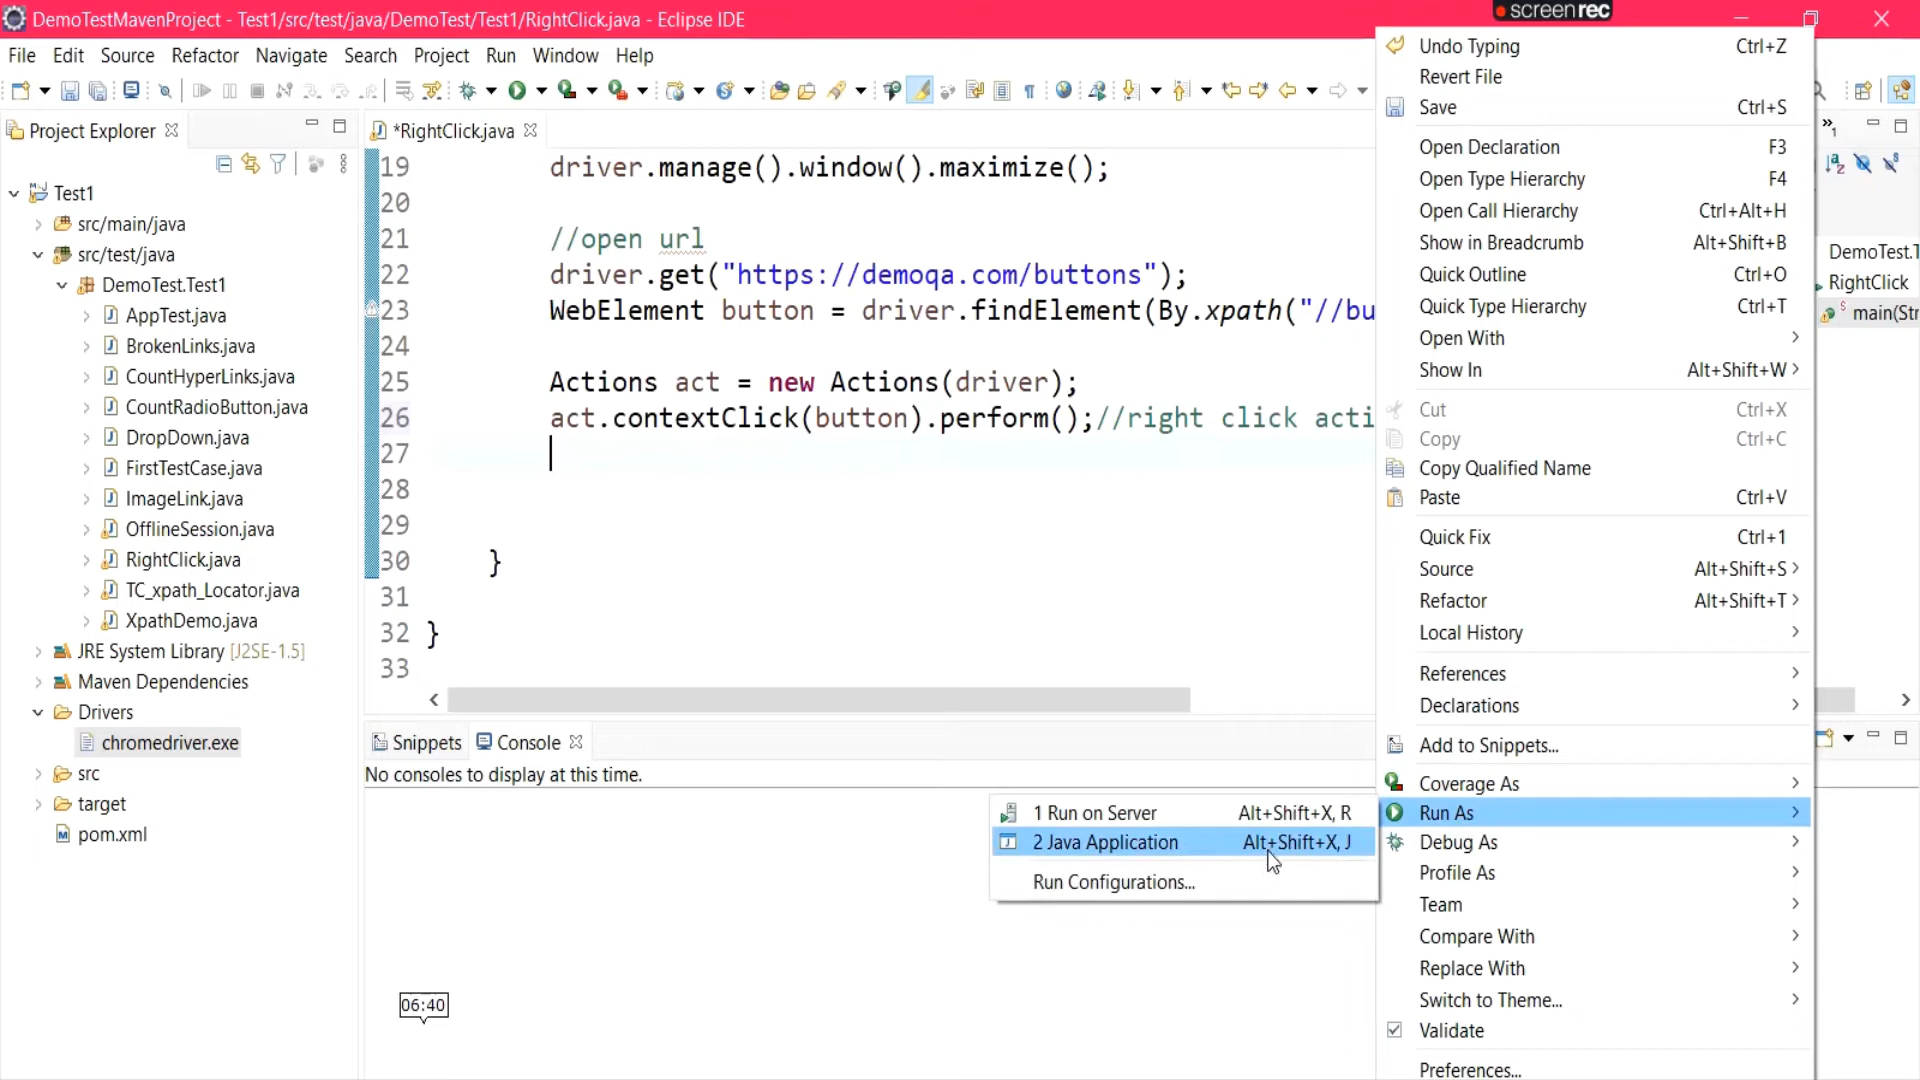 DemoTestMavenProject - Test1/src/test/java/DemoTest/Test1/RightClick.java - Eclipse IDE
screenrec
File Edit Source Refactor Navigate Search Project Run Window Help
Project Explorer
Test1
src/main/java
src/test/java
DemoTest.Test1
AppTest.java
BrokenLinks.java
CountHyperLinks.java
CountRadioButton.java
DropDown.java
FirstTestCase.java
ImageLink.java
OfflineSession.java
RightClick.java
TC_xpath_Locator.java
XpathDemo.java
JRE System Library [J2SE-1.5]
Maven Dependencies
Drivers
chromedriver.exe
src
target
pom.xml
*RightClick.java
19 driver.manage().window().maximize();
20
21 //open url
22 driver.get("https://demoqa.com/buttons");
23 WebElement button = driver.findElement(By.xpath("//bu
24
25 Actions act = new Actions(driver);
26 act.contextClick(button).perform();//right click acti
27
28
29
30 }
31
32 }
33
Snippets Console
No consoles to display at this time.
1 Run on Server Alt+Shift+X, R
2 Java Application Alt+Shift+X, J
Run Configurations...
06:40
Undo Typing Ctrl+Z
Revert File
Save Ctrl+S
Open Declaration F3
Open Type Hierarchy F4
Open Call Hierarchy Ctrl+Alt+H
Show in Breadcrumb Alt+Shift+B
Quick Outline Ctrl+O
Quick Type Hierarchy Ctrl+T
Open With
Show In Alt+Shift+W
Cut Ctrl+X
Copy Ctrl+C
Copy Qualified Name
Paste Ctrl+V
Quick Fix Ctrl+1
Source Alt+Shift+S
Refactor Alt+Shift+T
Local History
References
Declarations
Add to Snippets...
Coverage As
Run As
Debug As
Profile As
Team
Compare With
Replace With
Switch to Theme...
Validate
Preferences...
DemoTest.T
RightClick
main(Str